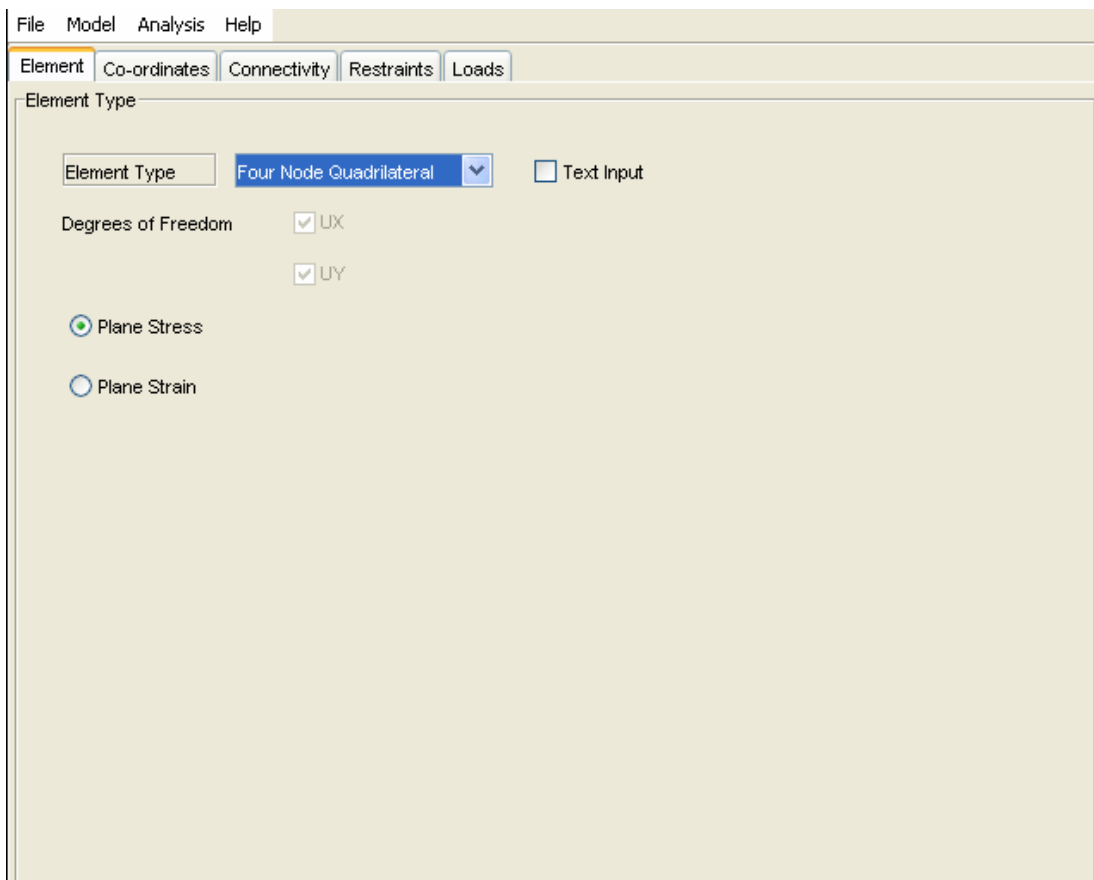 File Model Analysis Help
Element Co-ordinates Connectivity Restraints Loads
Element Type
Element Type Four Node Quadrilateral Text Input
Degrees of Freedom UX
UY
Plane Stress
Plane Strain